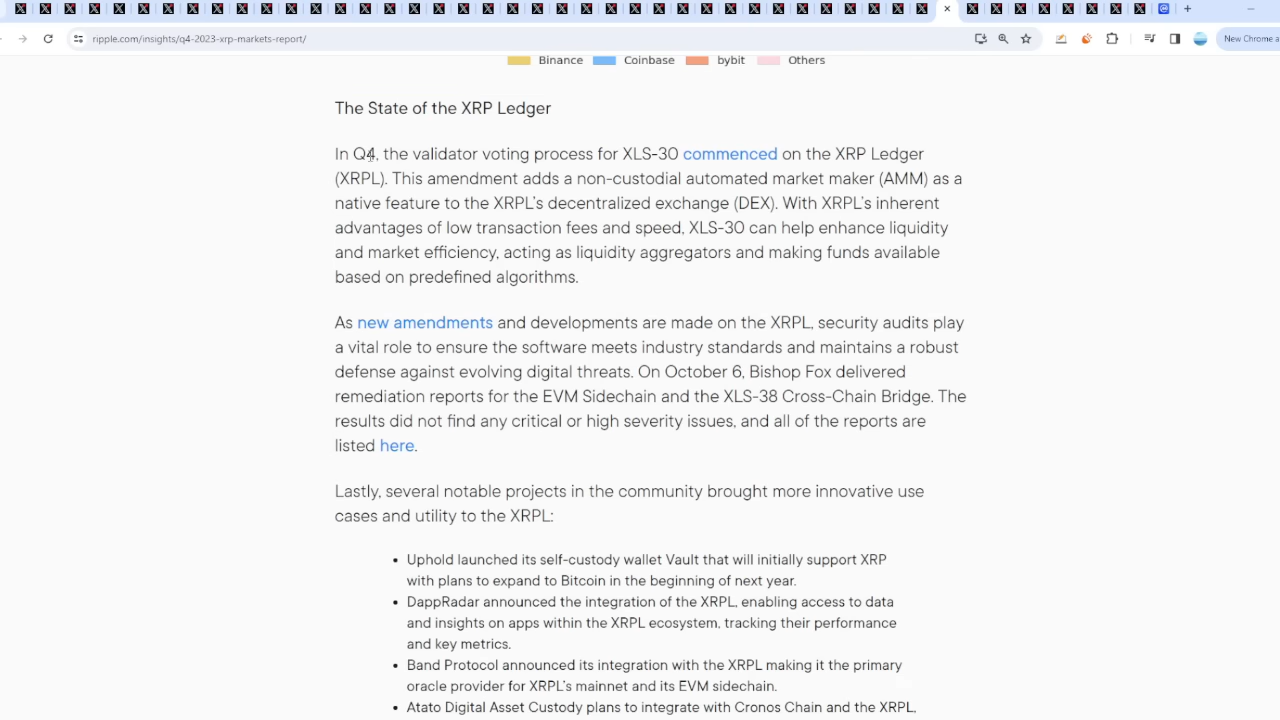 ripple.com/insights/q4-2023-xrp-markets-report/
New Chrome a
Binance Coinbase bybit Others
The State of the XRP Ledger
In Q4, the validator voting process for XLS-30 commenced on the XRP Ledger
(XRPL). This amendment adds a non-custodial automated market maker (AMM) as a
native feature to the XRPL's decentralized exchange (DEX). With XRPL's inherent
advantages of low transaction fees and speed, XLS-30 can help enhance liquidity
and market efficiency, acting as liquidity aggregators and making funds available
based on predefined algorithms.
As new amendments and developments are made on the XRPL, security audits play
a vital role to ensure the software meets industry standards and maintains a robust
defense against evolving digital threats. On October 6, Bishop Fox delivered
remediation reports for the EVM Sidechain and the XLS-38 Cross-Chain Bridge. The
results did not find any critical or high severity issues, and all of the reports are
listed here.
Lastly, several notable projects in the community brought more innovative use
cases and utility to the XRPL:
• Uphold launched its self-custody wallet Vault that will initially support XRP
with plans to expand to Bitcoin in the beginning of next year.
• DappRadar announced the integration of the XRPL, enabling access to data
and insights on apps within the XRPL ecosystem, tracking their performance
and key metrics.
• Band Protocol announced its integration with the XRPL making it the primary
oracle provider for XRPL's mainnet and its EVM sidechain.
• Atato Digital Asset Custody plans to integrate with Cronos Chain and the XRPL,